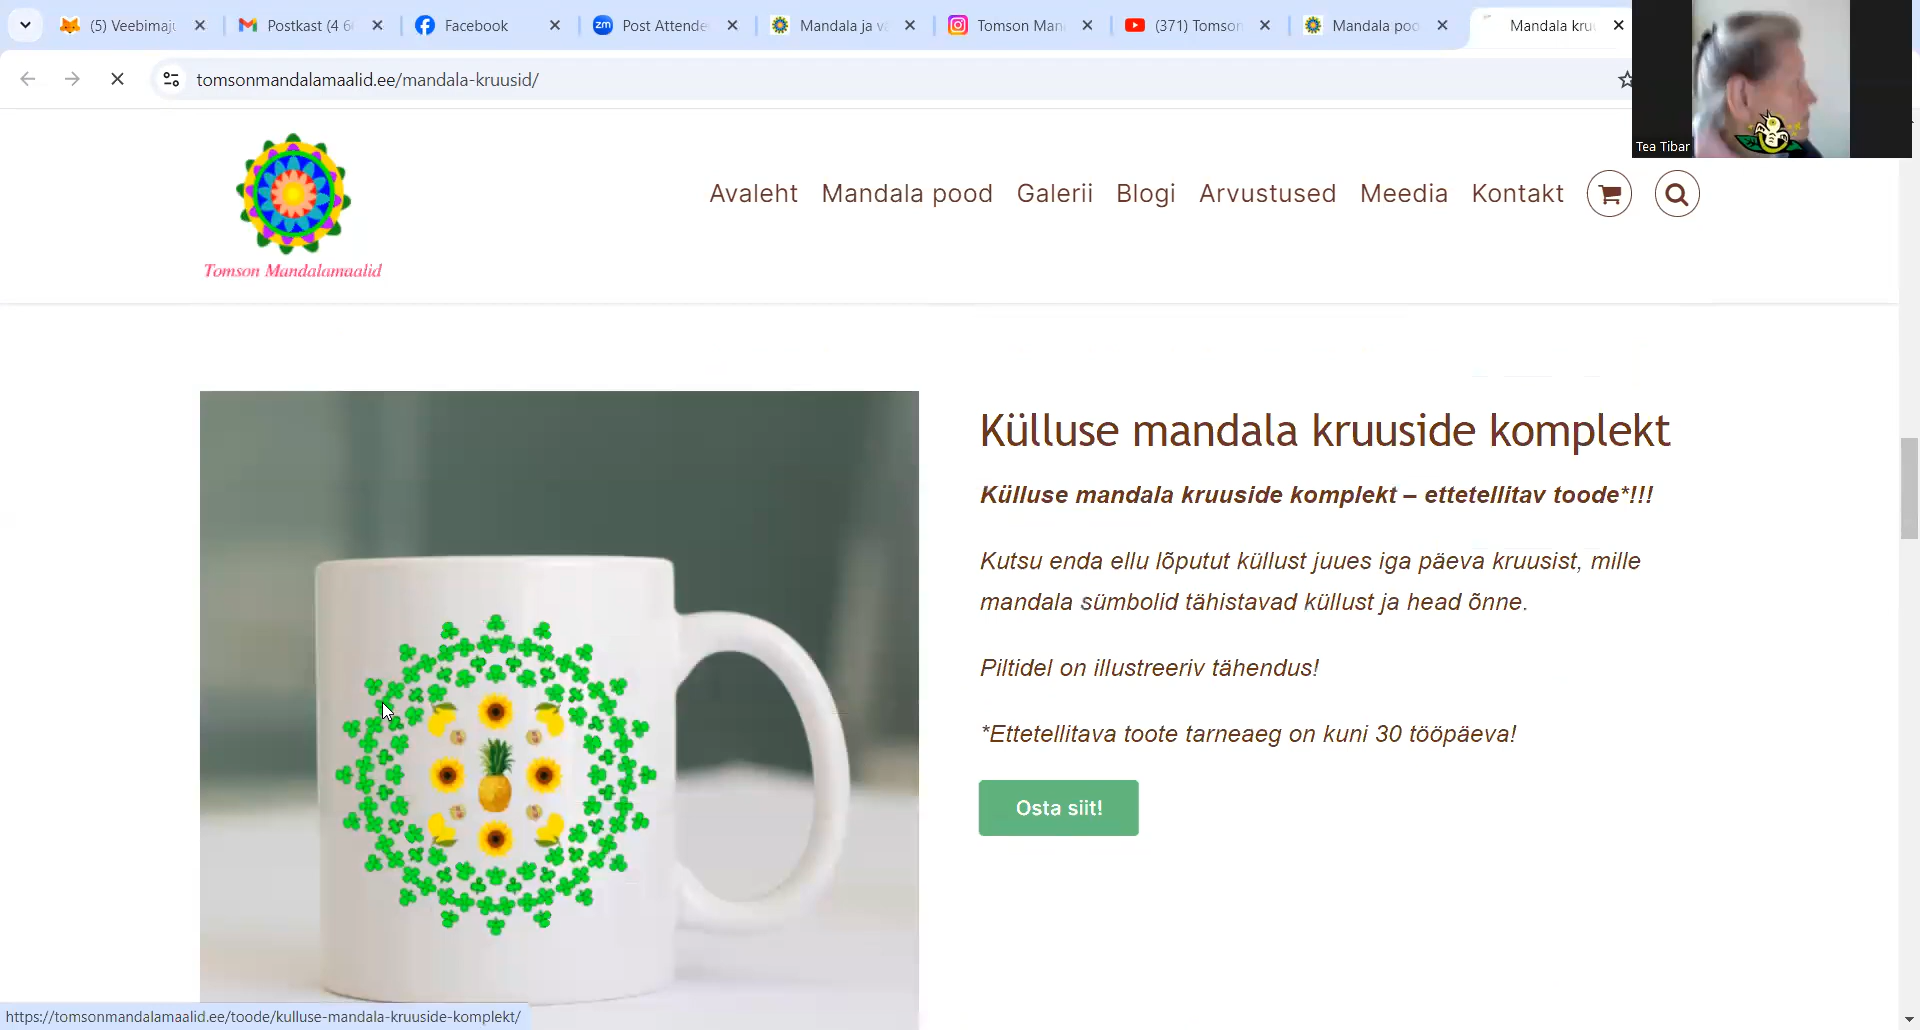 (5) Veebimaju
Postkast (4 6
Facebook
zm
Post Attende
Mandala ja v
Tomson Man
(371) Tomson
Mandala poo
Mandala kru
tomsonmandalamaalid.ee/mandala-kruusid/
Tea Tibar
Tomson Mandalamaalid
Avaleht Mandala pood Galerii Blogi Arvustused Meedia Kontakt
Külluse mandala kruuside komplekt
Külluse mandala kruuside komplekt – ettetellitav toode*!!!
Kutsu enda ellu lõputut küllust juues iga päeva kruusist, mille
mandala sümbolid tähistavad küllust ja head õnne.
Piltidel on illustreeriv tähendus!
*Ettetellitava toote tarneaeg on kuni 30 tööpäeva!
Osta siit!
https://tomsonmandalamaalid.ee/toode/kulluse-mandala-kruuside-komplekt/